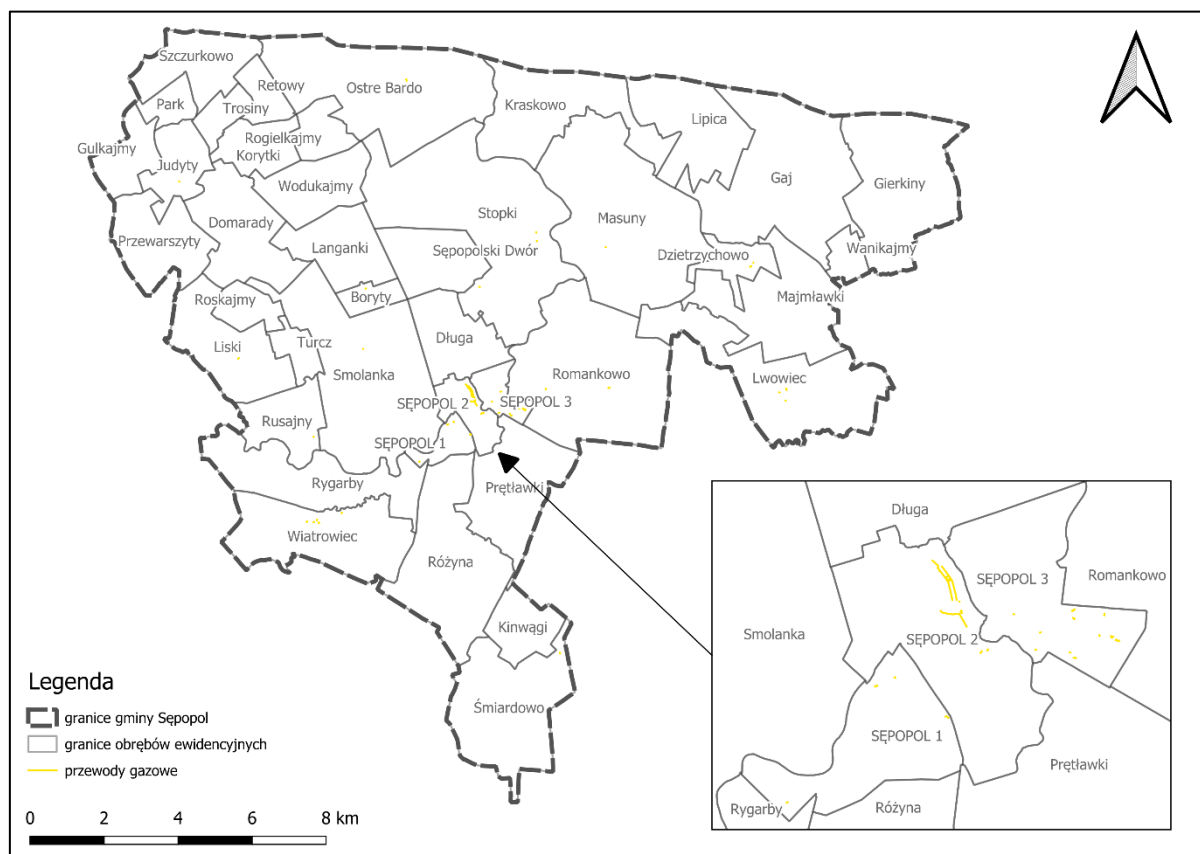 Szczurkowo
Retowy
Ostre Bardo
Park
Trosiny
Kraskowo
Lipica
Gulkajmy
Rogielkajmy
Korytki
Judyty
Gaj
Gierkiny
Wodukajmy
Stopki
Masuny
Domarady
Przewarszyty
Langanki
Sępopolski Dwór
Dzietrzychowo
Wanikajmy
Roskajmy
Boryty
Majmławki
Liski
Turcz
Długa
Smolanka
Romankowo
Lwowiec
SĘPOPOL 2
SĘPOPOL 3
Rusajny
SĘPOPOL 1
Rygarby
Prętławki
Wiatrowiec
Różyna
Kinwągi
Śmiardowo
Długa
SĘPOPOL 3
Romankowo
Smolanka
SĘPOPOL 2
SĘPOPOL 1
Prętławki
Rygarby
Różyna
Legenda
granice gminy Sępopol
granice obrębów ewidencyjnych
przewody gazowe
0 2 4 6 8 km